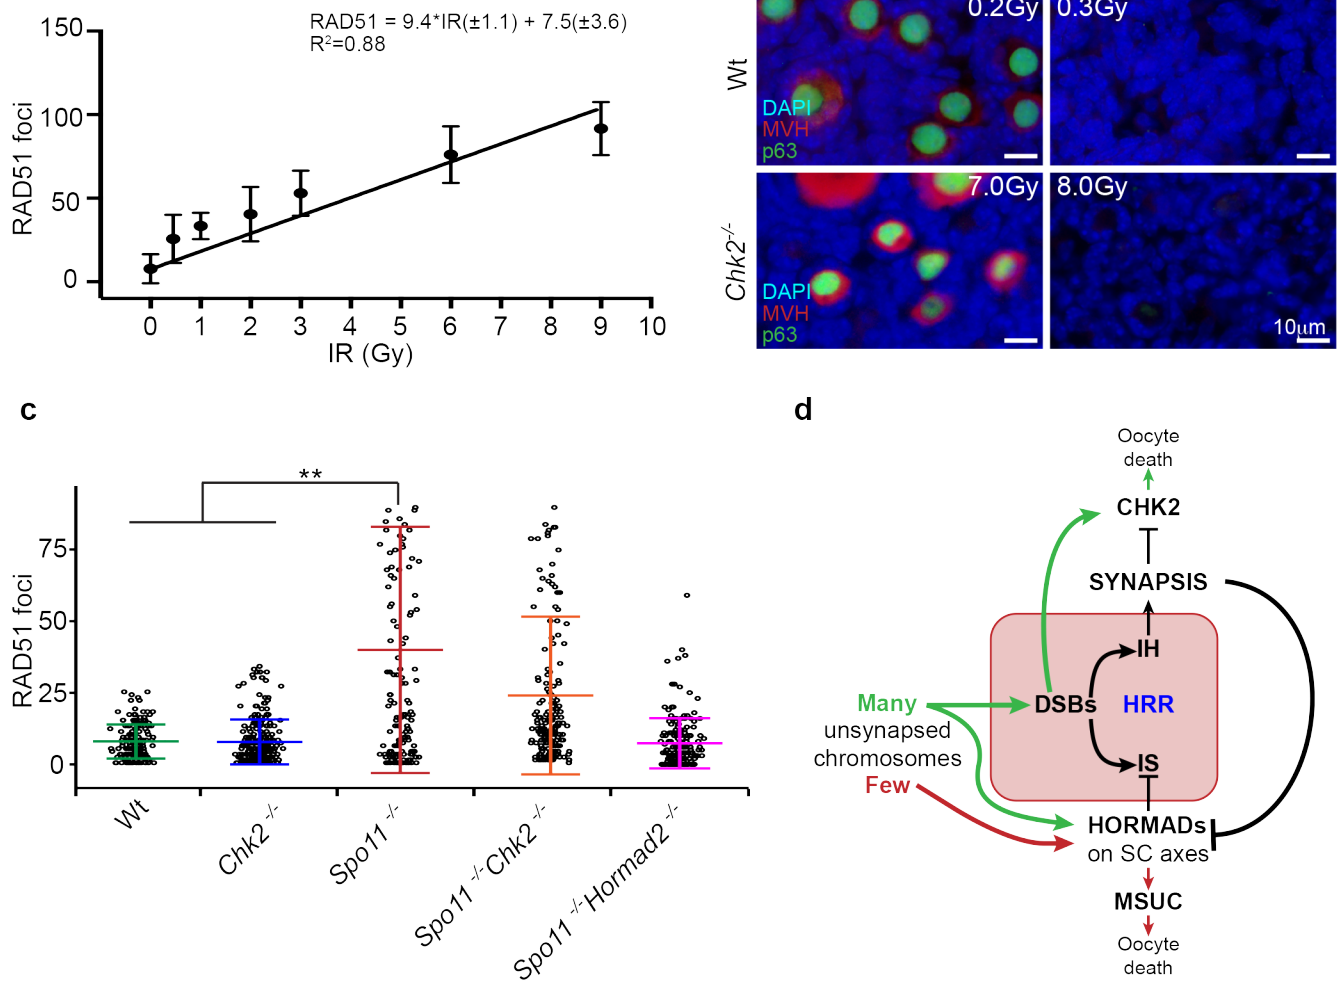 RAD51 = 9.4*IR(±1.1) + 7.5(±3.6)
R²=0.88
150
100
50
0
RAD51 foci
0 1 2 3 4 5 6 7 8 9 10
IR (Gy)
Wt
0.2Gy
DAPI
MVH
p63
0.3Gy
Chk2-/-
7.0Gy
DAPI
MVH
p63
8.0Gy
10µm
c
**
75
50
25
0
RAD51 foci
Wt
Chk2 -/-
Spo11 -/-
Spo11 -/-Chk2 -/-
Spo11 -/-Hormad2 -/-
d
Oocyte
death
CHK2
SYNAPSIS
IH
DSBs HRR
IS
Many
unsynapsed
chromosomes
Few
HORMADs
on SC axes
MSUC
Oocyte
death